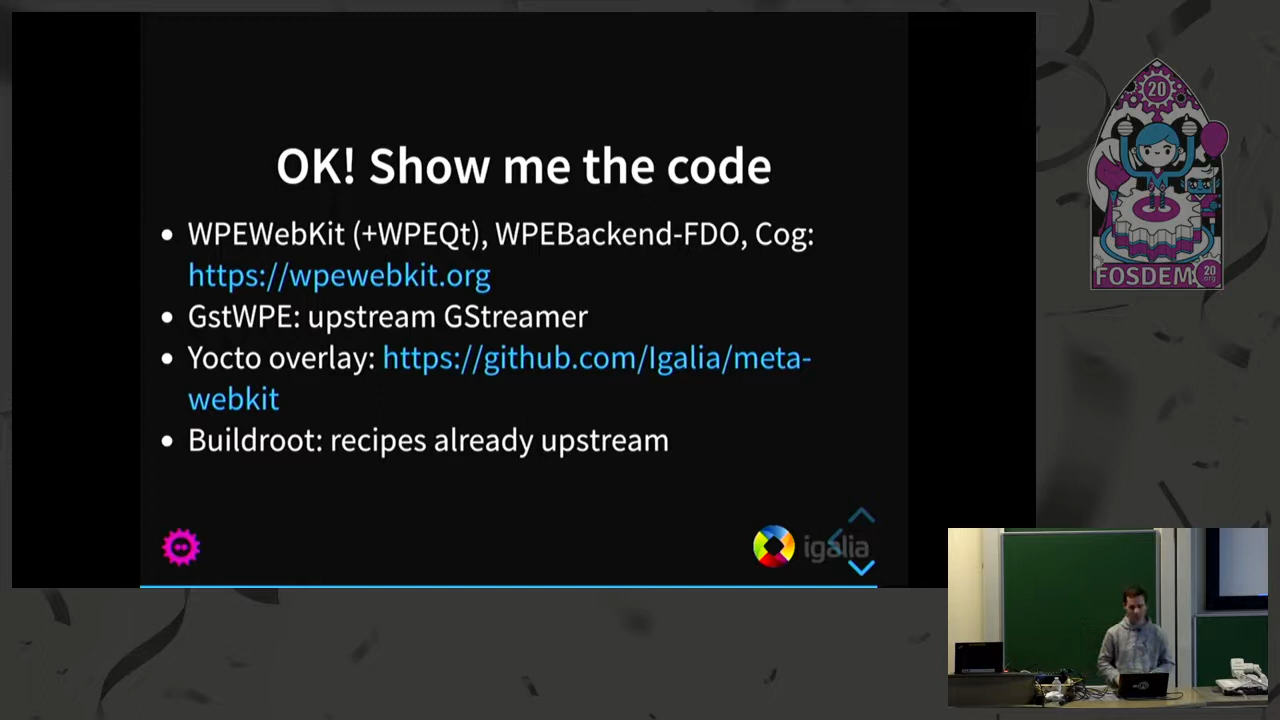 OK! Show me the code
• WPEWebKit (+WPEQt), WPEBackend-FDO, Cog:
https://wpewebkit.org
• GstWPE: upstream GStreamer
• Yocto overlay: https://github.com/Igalia/meta-
webkit
• Buildroot: recipes already upstream
igalia
20
FOSDEM
20
.org